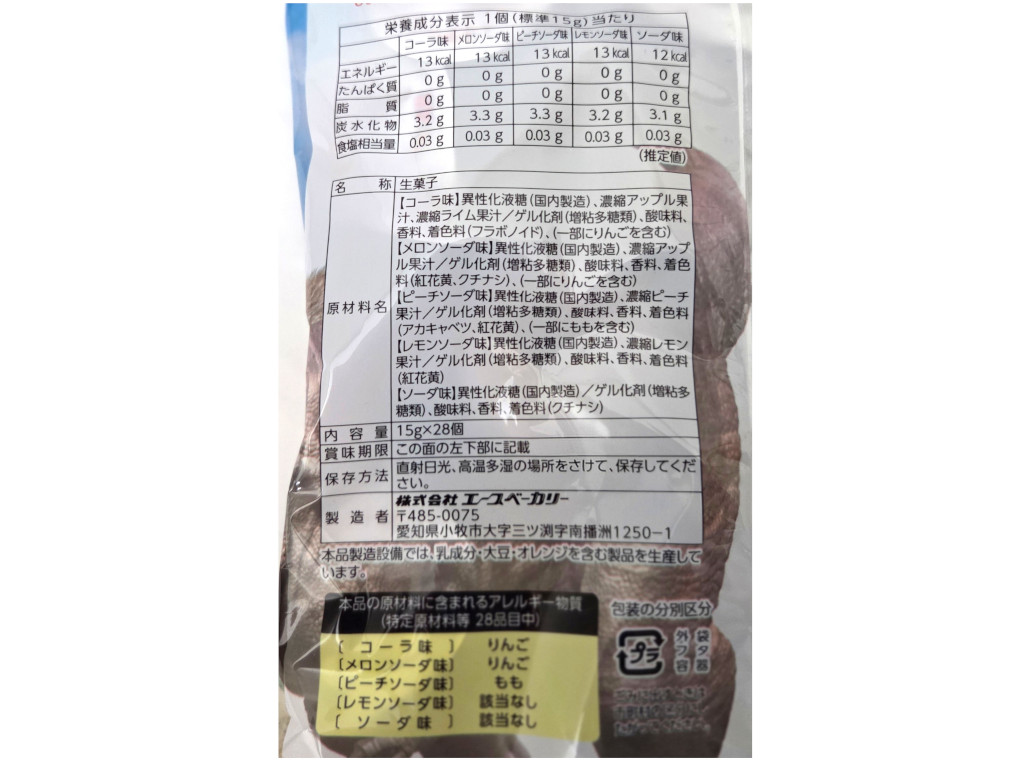 栄養成分表示 1個(標準15g)当たり
コーラ味 メロンソーダ味 ピーチソーダ味 レモンソーダ味 ソーダ味
エネルギー 13kcal 13kcal 13kcal 13kcal 12kcal
たんぱく質 0g 0g 0g 0g 0g
脂質 0g 0g 0g 0g 0g
炭水化物 3.2g 3.3g 3.3g 3.2g 3.1g
食塩相当量 0.03g 0.03g 0.03g 0.03g 0.03g
(推定値)
名称 生菓子
原材料名
【コーラ味】異性化液糖(国内製造)、濃縮アップル果
汁、濃縮ライム果汁/ゲル化剤(増粘多糖類)、酸味料、
香料、着色料(フラボノイド)、(一部にりんごを含む)
【メロンソーダ味】異性化液糖(国内製造)、濃縮アップ
ル果汁/ゲル化剤(増粘多糖類)、酸味料、香料、着色
料(紅花黄、クチナシ)、(一部にりんごを含む)
【ピーチソーダ味】異性化液糖(国内製造)、濃縮ピーチ
果汁/ゲル化剤(増粘多糖類)、酸味料、香料、着色料
(アカキャベツ、紅花黄)、(一部にももを含む)
【レモンソーダ味】異性化液糖(国内製造)、濃縮レモン
果汁/ゲル化剤(増粘多糖類)、酸味料、香料、着色料
(紅花黄)
【ソーダ味】異性化液糖(国内製造)/ゲル化剤(増粘多
糖類)、酸味料、香料、着色料(クチナシ)
内容量 15g×28個
賞味期限 この面の左下部に記載
保存方法 直射日光、高温多湿の場所をさけて、保存してくだ
さい。
製造者 株式会社 エースベーカリー
〒485-0075
愛知県小牧市大字三ツ渕字南播洲1250-1
本品製造設備では、乳成分・大豆・オレンジを含む製品を生産して
います。
本品の原材料に含まれるアレルギー物質
(特定原材料等 28品目中)
〔コーラ味〕 りんご
〔メロンソーダ味〕 りんご
〔ピーチソーダ味〕 もも
〔レモンソーダ味〕 該当なし
〔ソーダ味〕 該当なし
包装の分別区分
プラ
外袋
フタ
容器